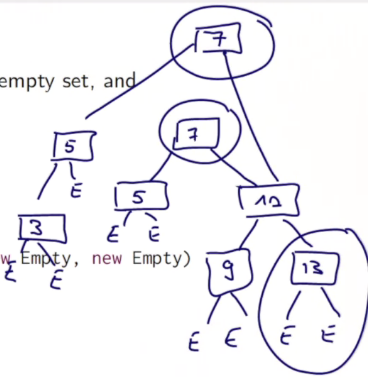 7
empty set, and
7
5
E
5
12
3
E E
w Empty, new Empty)
E E
9
13
E E
E E